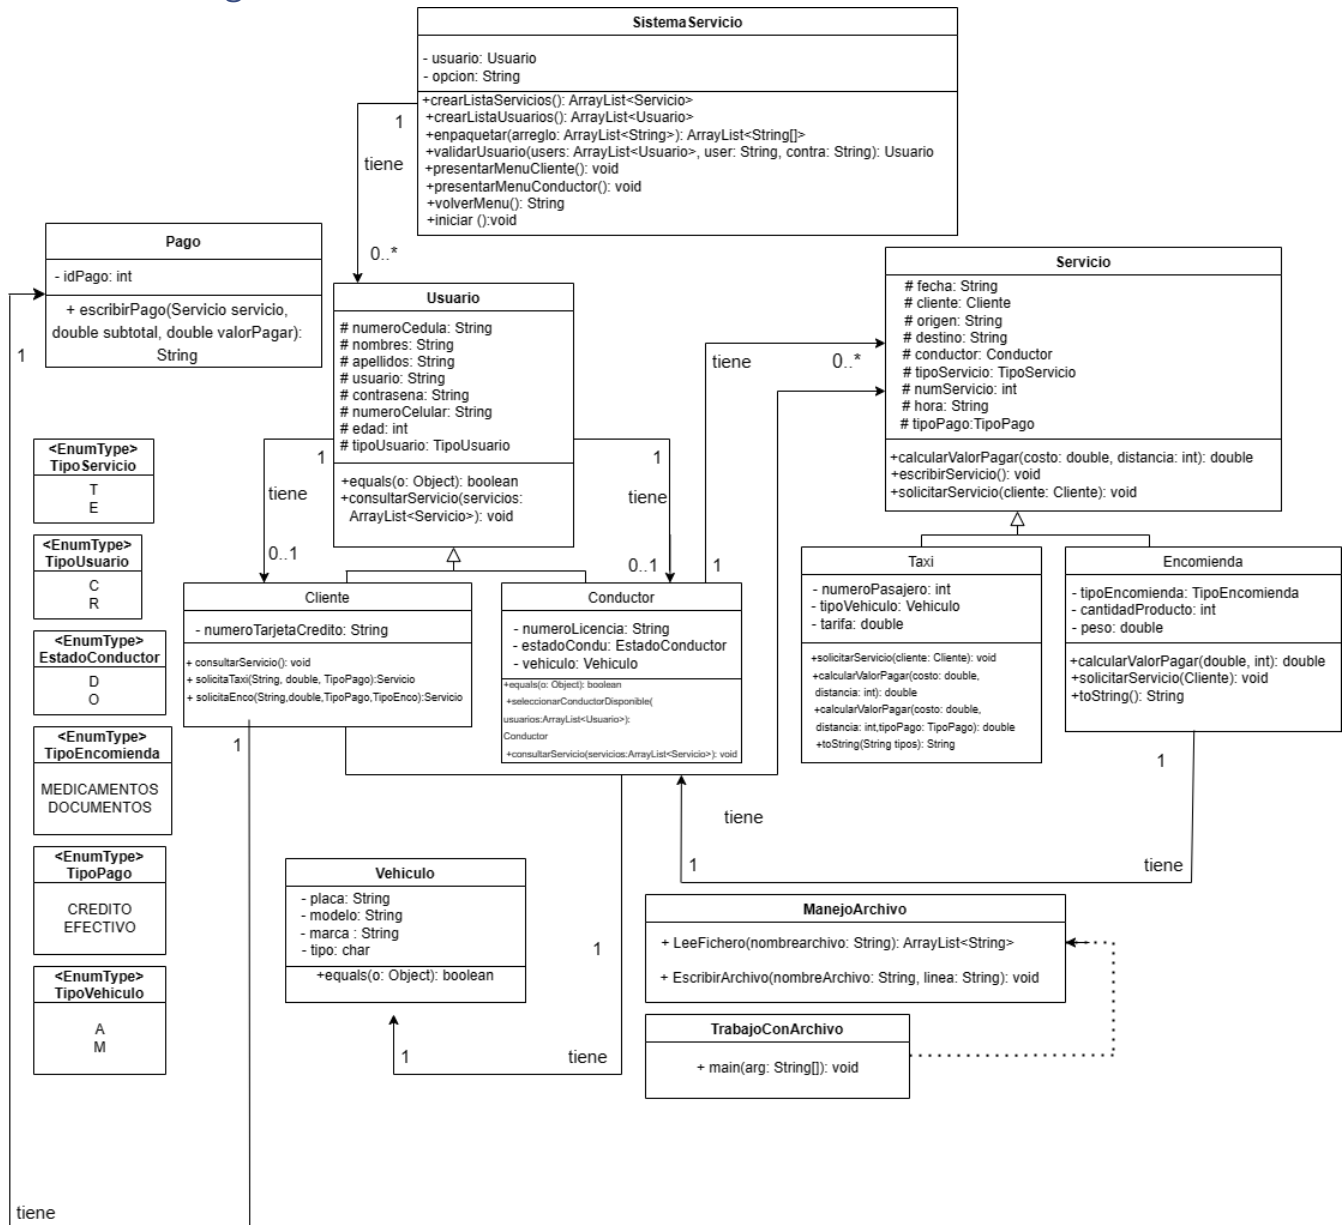 SistemaServicio
- usuario: Usuario
- opcion: String
+crearListaServicios(): ArrayList<Servicio>
+crearListaUsuarios(): ArrayList<Usuario>
+enpaquetar(arreglo: ArrayList<String>): ArrayList<String[]>
+validarUsuario(users: ArrayList<Usuario>, user: String, contra: String): Usuario
+presentarMenuCliente(): void
+presentarMenuConductor(): void
+volverMenu(): String
+iniciar ():void
1
tiene
0..*
Pago
- idPago: int
+ escribirPago(Servicio servicio,
double subtotal, double valorPagar):
String
1
Usuario
# numeroCedula: String
# nombres: String
# apellidos: String
# usuario: String
# contrasena: String
# numeroCelular: String
# edad: int
# tipoUsuario: TipoUsuario
+equals(o: Object): boolean
+consultarServicio(servicios:
ArrayList<Servicio>): void
Servicio
# fecha: String
# cliente: Cliente
# origen: String
# destino: String
# conductor: Conductor
# tipoServicio: TipoServicio
# numServicio: int
# hora: String
# tipoPago:TipoPago
+calcularValorPagar(costo: double, distancia: int): double
+escribirServicio(): void
+solicitarServicio(cliente: Cliente): void
tiene
0..*
1
1
tiene
0..1
1
tiene
0..1
<EnumType>
TipoServicio
T
E
<EnumType>
TipoUsuario
C
R
<EnumType>
EstadoConductor
D
O
<EnumType>
TipoEncomienda
MEDICAMENTOS
DOCUMENTOS
<EnumType>
TipoPago
CREDITO
EFECTIVO
<EnumType>
TipoVehiculo
A
M
Cliente
- numeroTarjetaCredito: String
+ consultarServicio(): void
+ solicitaTaxi(String, double, TipoPago):Servicio
+ solicitaEnco(String,double,TipoPago,TipoEnco):Servicio
1
Conductor
- numeroLicencia: String
- estadoCondu: EstadoConductor
- vehiculo: Vehiculo
+equals(o: Object): boolean
+seleccionarConductorDisponible(
usuarios:ArrayList<Usuario>):
Conductor
+consultarServicio(servicios:ArrayList<Servicio>): void
Taxi
- numeroPasajero: int
- tipoVehiculo: Vehiculo
- tarifa: double
+solicitarServicio(cliente: Cliente): void
+calcularValorPagar(costo: double,
distancia: int): double
+calcularValorPagar(costo: double,
distancia: int,tipoPago: TipoPago): double
+toString(String tipos): String
Encomienda
- tipoEncomienda: TipoEncomienda
- cantidadProducto: int
- peso: double
+calcularValorPagar(double, int): double
+solicitarServicio(Cliente): void
+toString(): String
1
tiene
1
tiene
Vehiculo
- placa: String
- modelo: String
- marca : String
- tipo: char
+equals(o: Object): boolean
1
1
tiene
ManejoArchivo
+ LeeFichero(nombrearchivo: String): ArrayList<String>
+ EscribirArchivo(nombreArchivo: String, linea: String): void
TrabajoConArchivo
+ main(arg: String[]): void
tiene